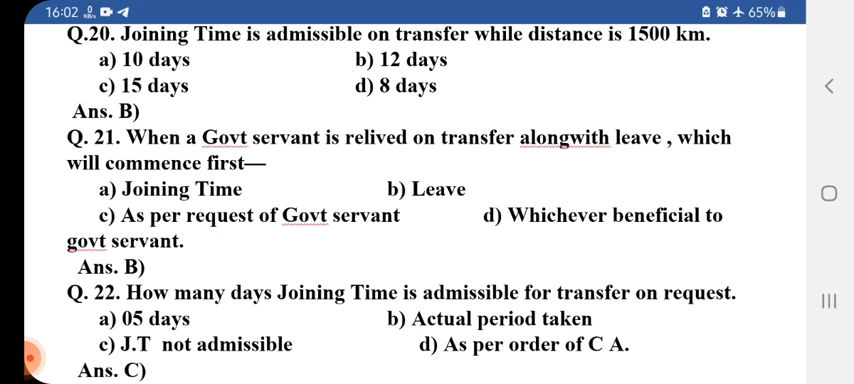 16:02 0 KB/s 65%
Q.20. Joining Time is admissible on transfer while distance is 1500 km.
a) 10 days b) 12 days
c) 15 days d) 8 days
Ans. B)
Q. 21. When a Govt servant is relived on transfer alongwith leave , which
will commence first—
a) Joining Time b) Leave
c) As per request of Govt servant d) Whichever beneficial to
govt servant.
Ans. B)
Q. 22. How many days Joining Time is admissible for transfer on request.
a) 05 days b) Actual period taken
c) J.T not admissible d) As per order of C A.
Ans. C)